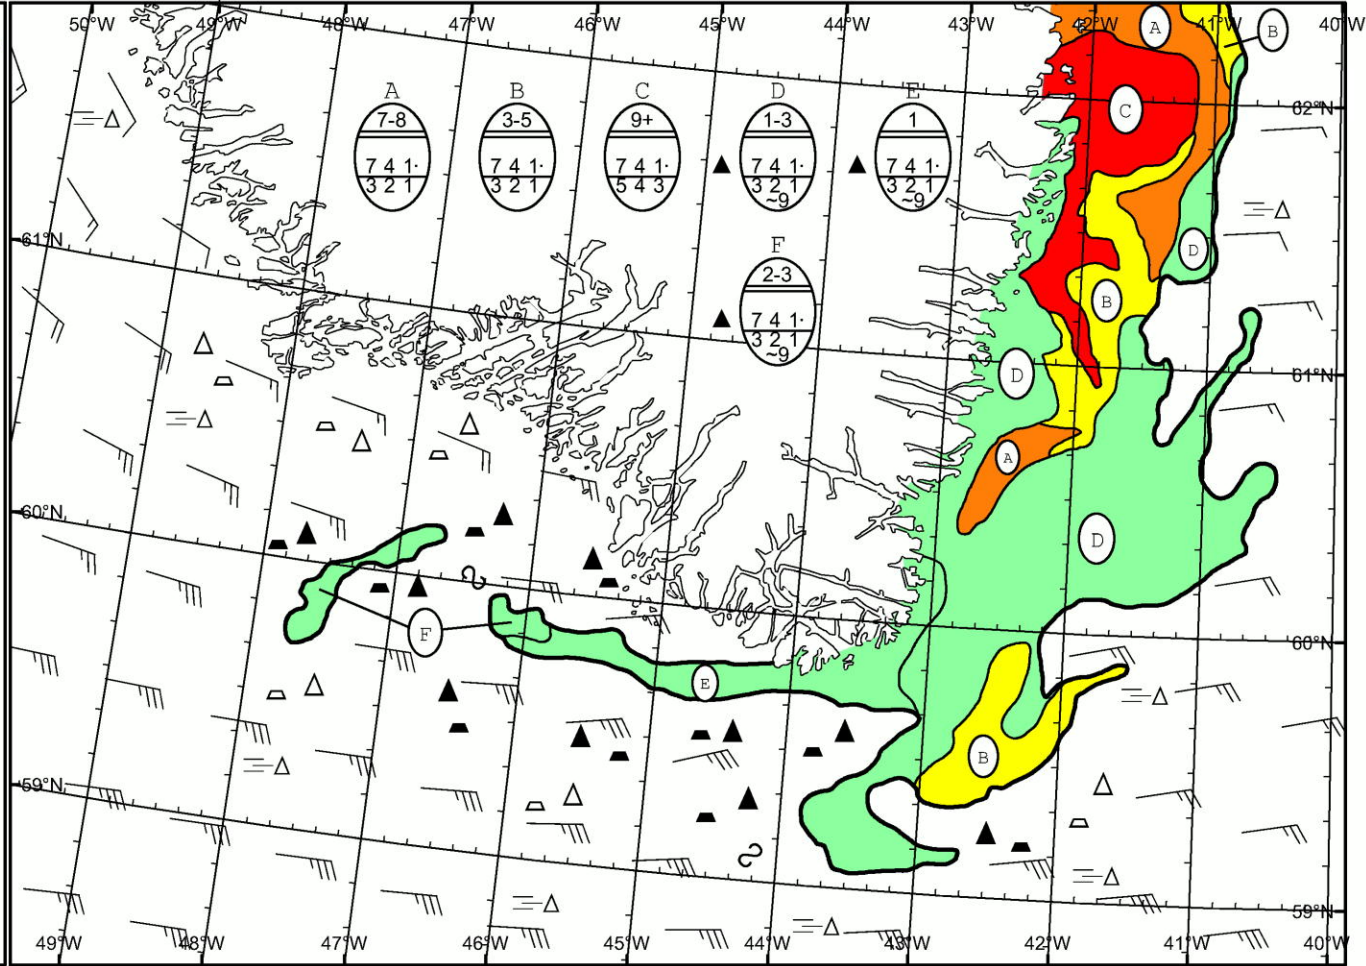 50°W 49°W 48°W 47°W 46°W 45°W 44°W 43°W 42°W 41°W 40°W
A B
A B C D E
7-8 3-5 9+ 1-3 1
7 4 1· 7 4 1· 7 4 1· 7 4 1· 7 4 1·
3 2 1 3 2 1 5 4 3 3 2 1 3 2 1
~9 ~9
C
62°N
F
2-3
7 4 1·
3 2 1
~9
61°N
D
B
D
61°N
A
60°N
D
F
60°N
E
B
59°N
59°N
49°W 48°W 47°W 46°W 45°W 44°W 43°W 42°W 41°W 40°W